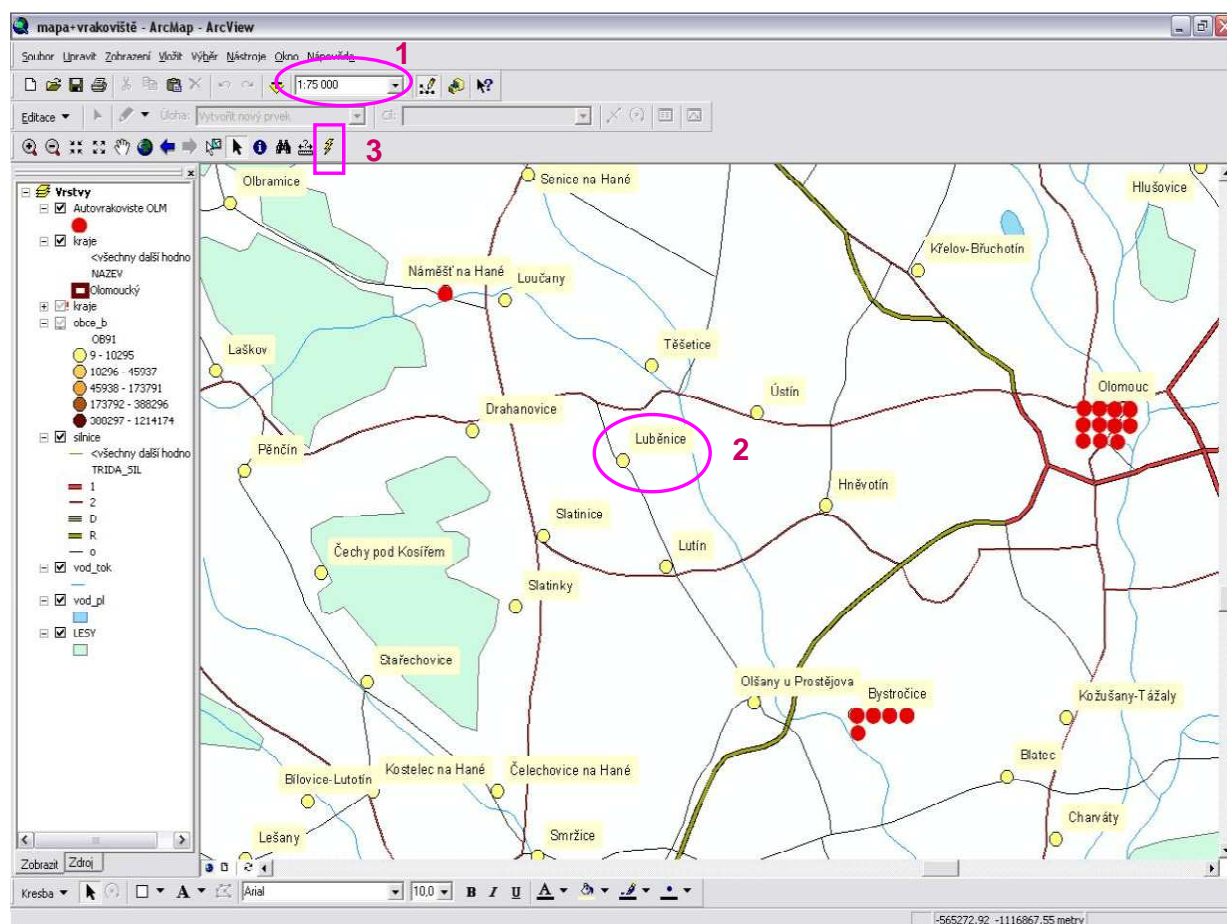 mapa+vrakoviště - ArcMap - ArcView
Soubor Upravit Zobrazení Vložit Výběr Nástroje Okno Nápověda
1
1:75 000
Editace Úloha: Vytvořit nový prvek Cíl:
3
Vrstvy
Autovrakoviste OLM
kraje
<všechny další hodno
NAZEV
Olomoucký
kraje
obce_b
OB91
9 - 10295
10296 - 45937
45938 - 173791
173792 - 388296
388297 - 1214174
silnice
<všechny další hodno
TRIDA_SIL
1
2
D
R
o
vod_tok
vod_pl
LESY
Zobrazit Zdroj
Olbramice
Senice na Hané
Hlušovice
Křelov-Břuchotín
Náměšť na Hané
Loučany
Laškov
Těšetice
Ústín
Olomouc
Drahanovice
Luběnice
2
Pěnčín
Hněvotín
Slatinice
Čechy pod Kosířem
Lutín
Slatinky
Stařechovice
Olšany u Prostějova
Bystročice
Kožušany-Tážaly
Blatec
Bílovice-Lutotín
Kostelec na Hané
Čelechovice na Hané
Charváty
Lešany
Smržice
Kresba A Arial 10,0 B I U A
-565272,92 -1116867,55 metry